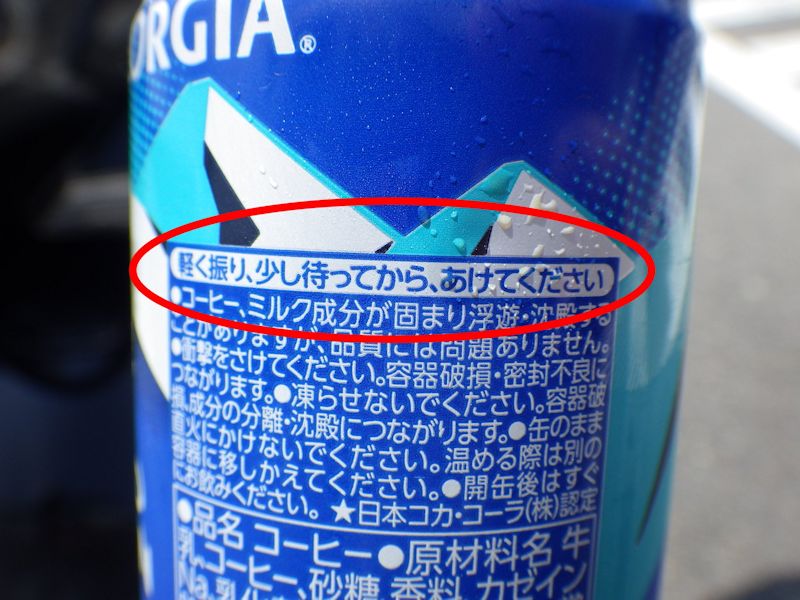 ORGIA®
軽く振り、少し待ってから、あけてください
●コーヒー、ミルク成分が固まり浮遊・沈殿する
ことがありますが、品質には問題ありません。
●衝撃をさけてください。容器破損・密封不良に
つながります。●凍らせないでください。容器破
損、成分の分離・沈殿につながります。●缶のまま
直火にかけないでください。温める際は別の
容器に移しかえてください。●開缶後はすぐ
にお飲みください。★日本コカ・コーラ(株)認定
●品名 コーヒー●原材料名 牛
乳、コーヒー、砂糖、香料、カゼイン
Na、乳化